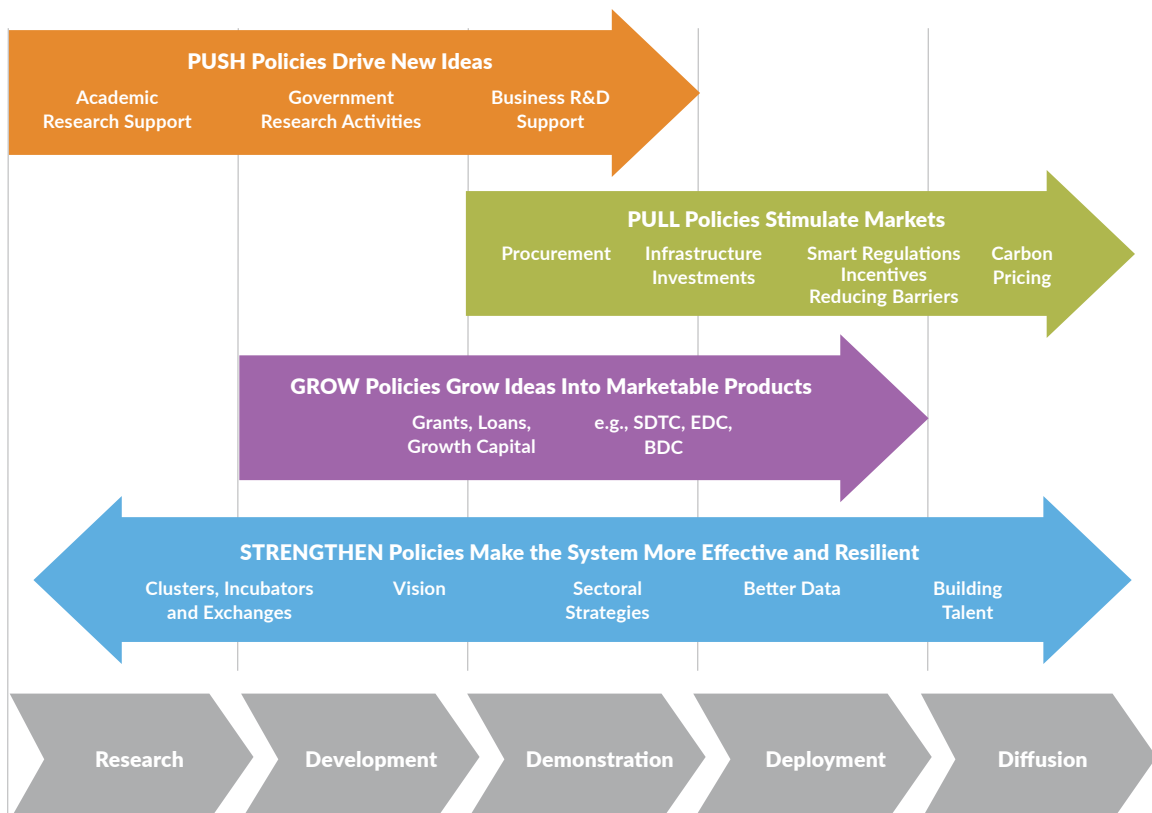 PUSH Policies Drive New Ideas
Academic
Research Support
Government
Research Activities
Business R&D
Support
PULL Policies Stimulate Markets
Procurement
Infrastructure
Investments
Smart Regulations
Incentives
Reducing Barriers
Carbon
Pricing
GROW Policies Grow Ideas Into Marketable Products
Grants, Loans,
Growth Capital
e.g., SDTC, EDC,
BDC
STRENGTHEN Policies Make the System More Effective and Resilient
Clusters, Incubators
and Exchanges
Vision
Sectoral
Strategies
Better Data
Building
Talent
Research
Development
Demonstration
Deployment
Diffusion